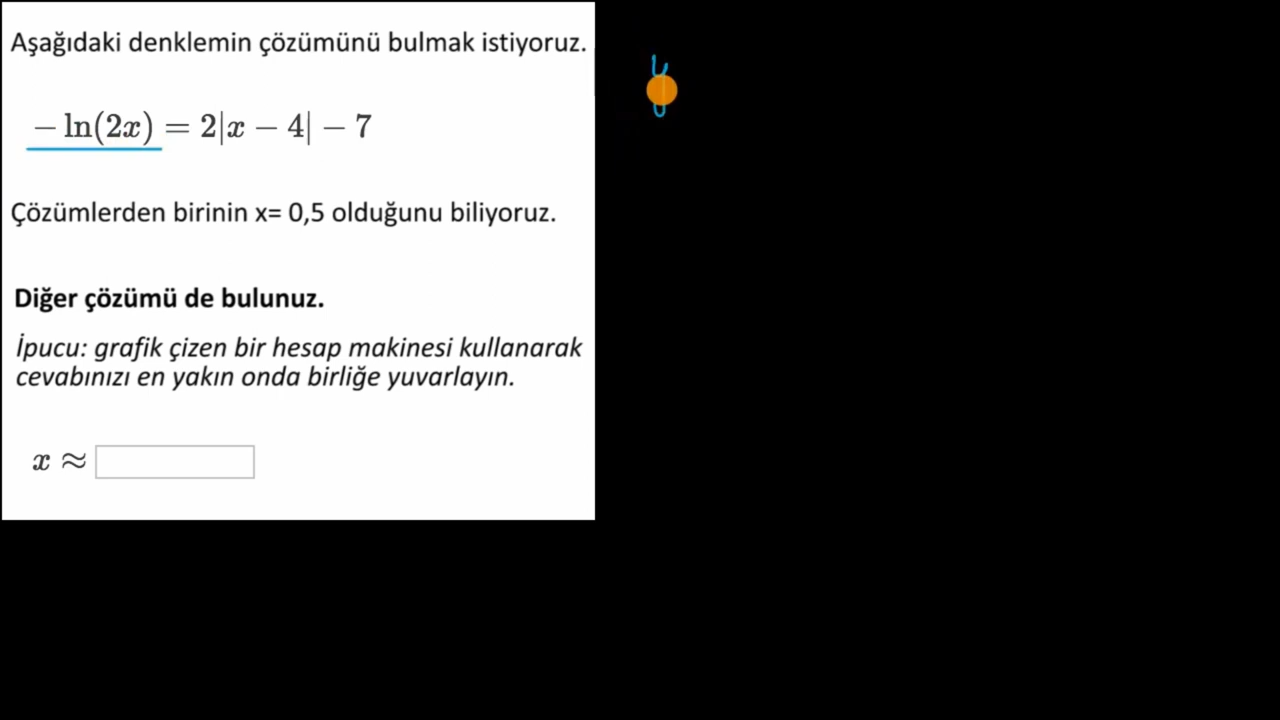 Aşağıdaki denklemin çözümünü bulmak istiyoruz.
− ln(2x) = 2|x − 4| − 7
Çözümlerden birinin x= 0,5 olduğunu biliyoruz.
Diğer çözümü de bulunuz.
İpucu: grafik çizen bir hesap makinesi kullanarak
cevabınızı en yakın onda birliğe yuvarlayın.
x ≈